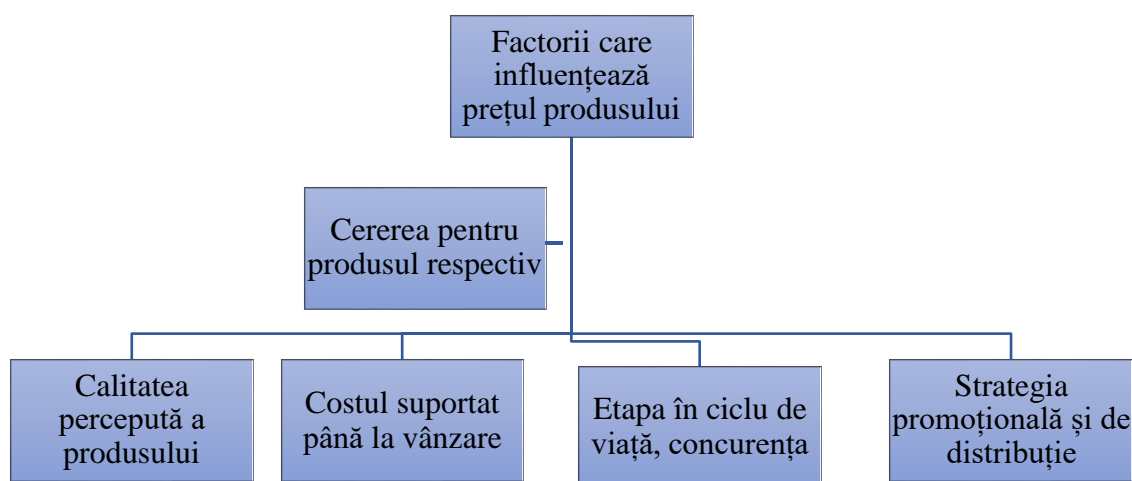 Factorii care
influențează
prețul produsului
Cererea pentru
produsul respectiv
Calitatea
percepută a
produsului
Costul suportat
până la vânzare
Etapa în ciclu de
viață, concurența
Strategia
promoțională și de
distribuție